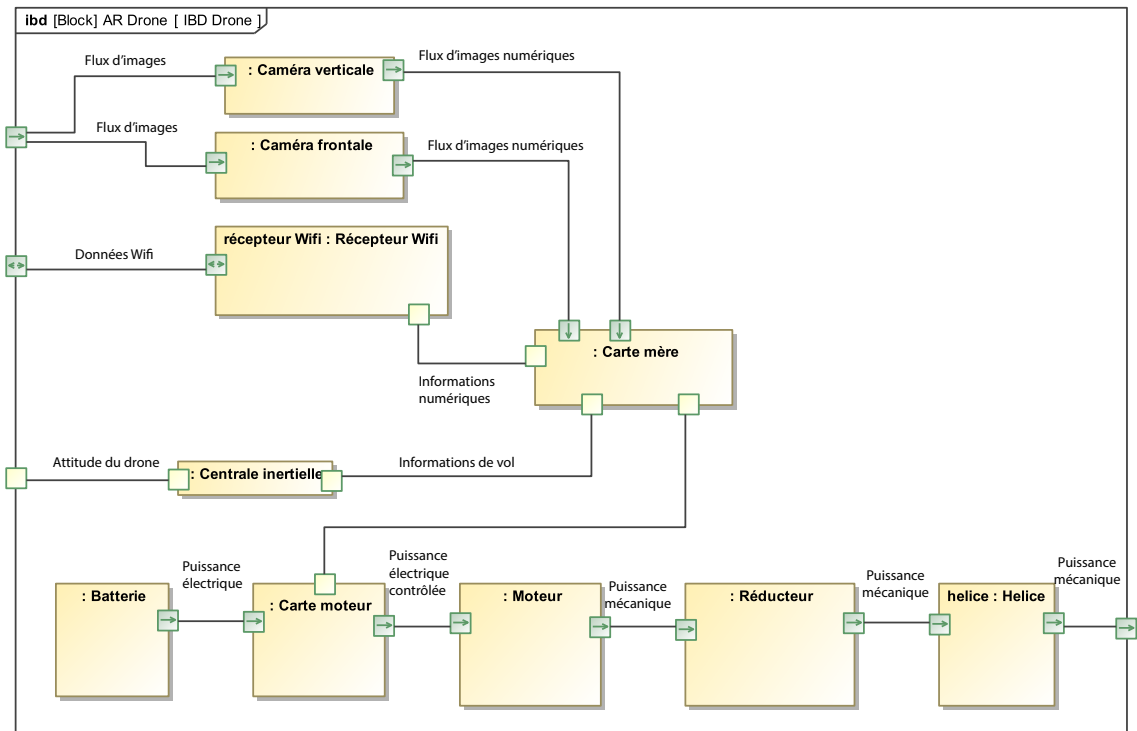 ibd [Block] AR Drone [ IBD Drone ]
Flux d’images
: Caméra verticale
Flux d’images numériques
Flux d’images
: Caméra frontale
Flux d’images numériques
Données Wifi
récepteur Wifi : Récepteur Wifi
: Carte mère
Informations
numériques
Attitude du drone
: Centrale inertielle
Informations de vol
: Batterie
Puissance
électrique
: Carte moteur
Puissance
électrique
contrôlée
: Moteur
Puissance
mécanique
: Réducteur
Puissance
mécanique
helice : Helice
Puissance
mécanique